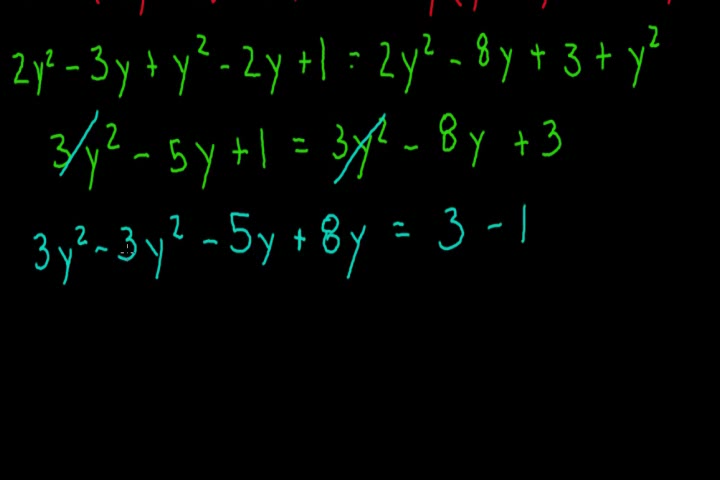 2y² - 3y + y² - 2y + 1 = 2y² - 8y + 3 + y²
3y² - 5y + 1 = 3y² - 8y + 3
3y² - 3y² - 5y + 8y = 3 - 1